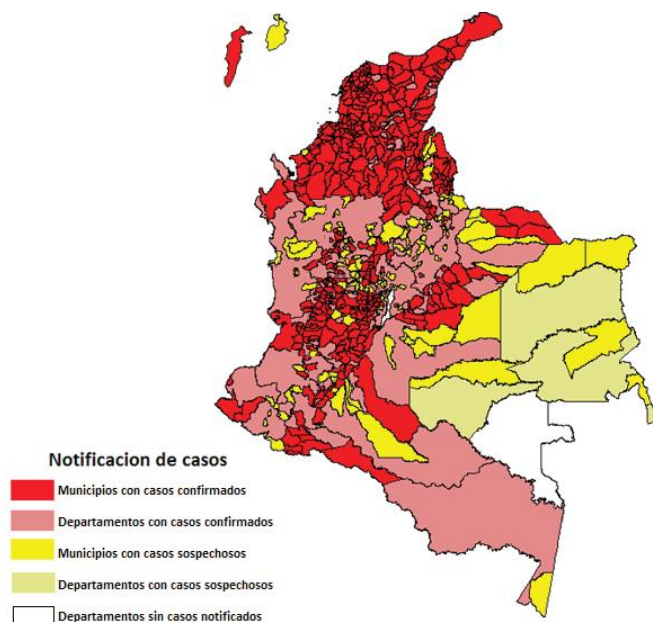 Notificacion de casos
Municipios con casos confirmados
Departamentos con casos confirmados
Municipios con casos sospechosos
Departamentos con casos sospechosos
Departamentos sin casos notificados